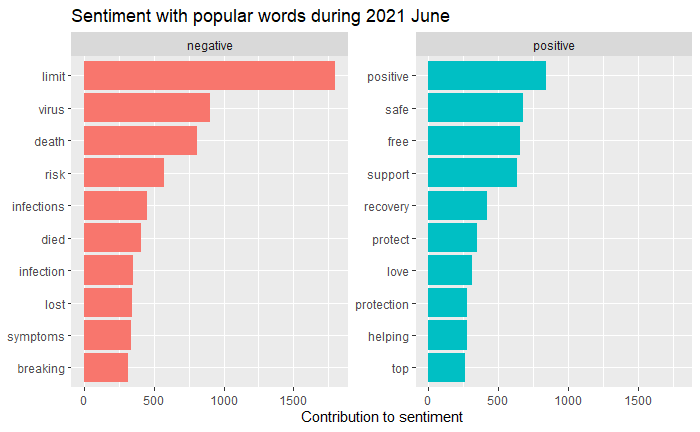 Sentiment with popular words during 2021 June
negative
positive
limit
virus
death
risk
infections
died
infection
lost
symptoms
breaking
positive
safe
free
support
recovery
protect
love
protection
helping
top
0 500 1000 1500
0 500 1000 1500
Contribution to sentiment